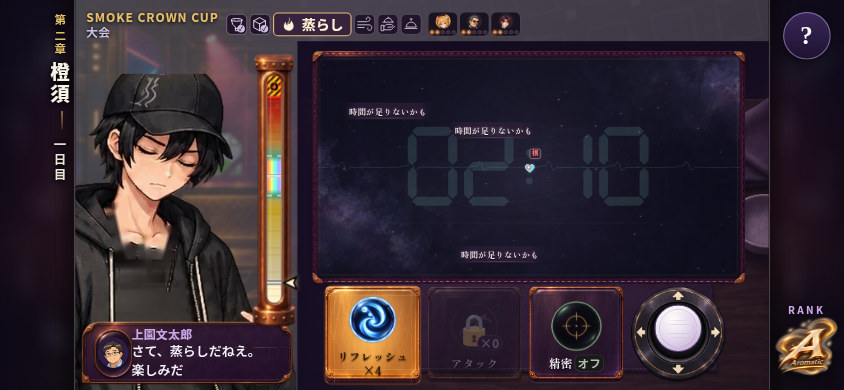 第二章 橙須 一日目
SMOKE CROWN CUP
大会
蒸らし
?
時間が足りないかも
時間が足りないかも
02:10
時間が足りないかも
上園文太郎
さて、蒸らしだねえ。
楽しみだ
リフレッシュ
×4
×0
アタック
精密 オフ
RANK
A
Aromatic